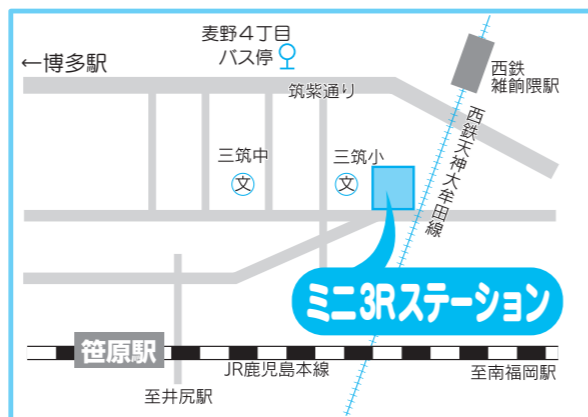 麦野4丁目
バス停
←博多駅
西鉄
雑餉隈駅
筑紫通り
西鉄天神大牟田線
三筑中
文
三筑小
文
ミニ3Rステーション
笹原駅
JR鹿児島本線
至南福岡駅
至井尻駅